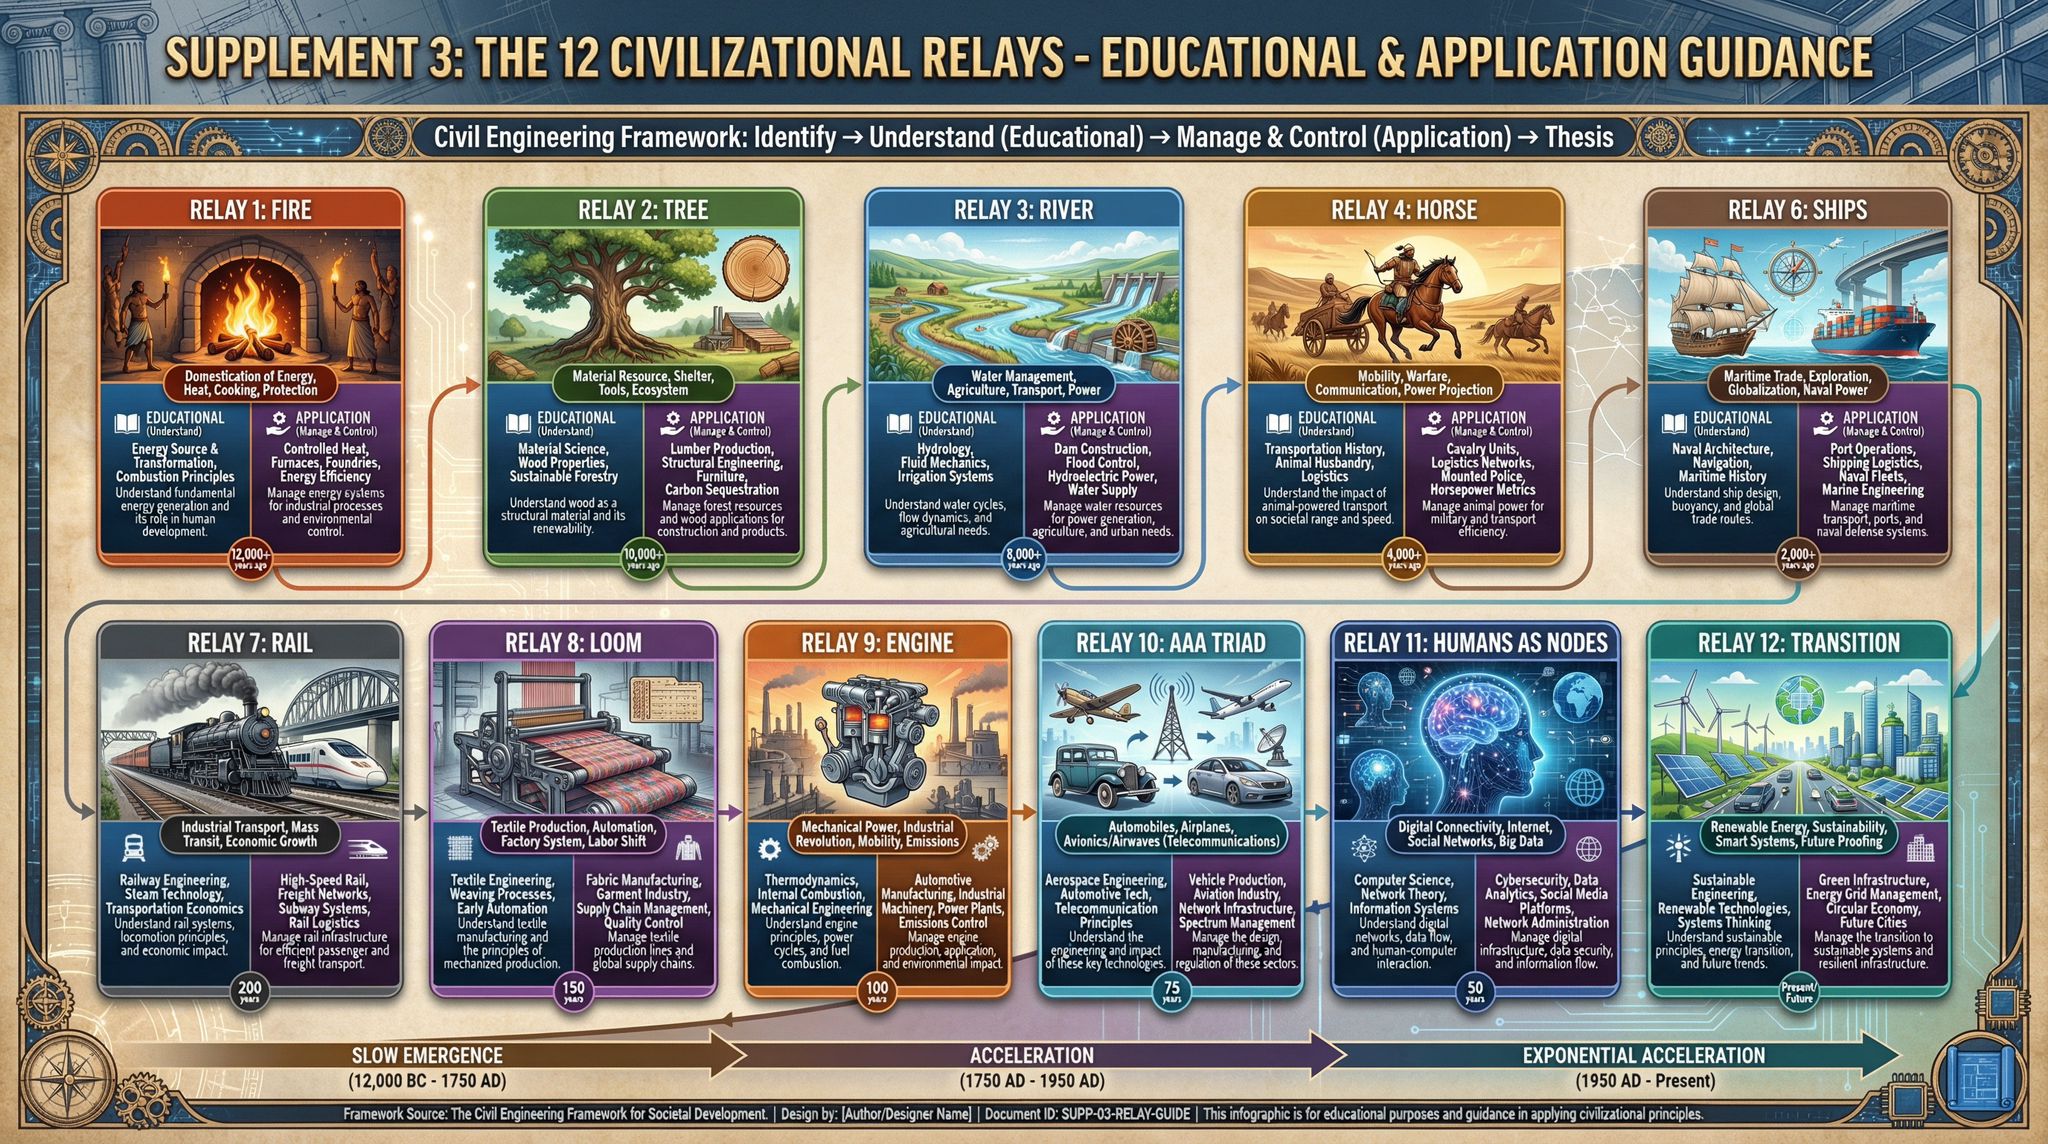 SUPPLEMENT 3: THE 12 CIVILIZATIONAL RELAYS - EDUCATIONAL & APPLICATION GUIDANCE
Civil Engineering Framework: Identify → Understand (Educational) → Manage & Control (Application) → Thesis
RELAY 1: FIRE
Domestication of Energy,
Heat, Cooking, Protection
EDUCATIONAL
(Understand)
Energy Source &
Transformation,
Combustion Principles
Understand fundamental
energy generation and
its role in human
development.
APPLICATION
(Manage & Control)
Controlled Heat,
Furnaces, Foundries,
Energy Efficiency
Manage energy systems
for industrial processes
and environmental
control.
12,000+
years ago
RELAY 2: TREE
Material Resource, Shelter,
Tools, Ecosystem
EDUCATIONAL
(Understand)
Material Science,
Wood Properties,
Sustainable Forestry
Understand wood as a
structural material and its
renewability.
APPLICATION
(Manage & Control)
Lumber Production,
Structural Engineering,
Furniture,
Carbon Sequestration
Manage forest resources
and wood applications for
construction and products.
10,000+
years ago
RELAY 3: RIVER
Water Management,
Agriculture, Transport, Power
EDUCATIONAL
(Understand)
Hydrology,
Fluid Mechanics,
Irrigation Systems
Understand water cycles,
flow dynamics, and
agricultural needs.
APPLICATION
(Manage & Control)
Dam Construction,
Flood Control,
Hydroelectric Power,
Water Supply
Manage water resources
for power generation,
agriculture, and urban needs.
8,000+
years ago
RELAY 4: HORSE
Mobility, Warfare,
Communication, Power Projection
EDUCATIONAL
(Understand)
Transportation History,
Animal Husbandry,
Logistics
Understand the impact of
animal-powered transport
on societal range and speed.
APPLICATION
(Manage & Control)
Cavalry Units,
Logistics Networks,
Mounted Police,
Horsepower Metrics
Manage animal power for
military and transport
efficiency.
4,000+
years ago
RELAY 6: SHIPS
Maritime Trade, Exploration,
Globalization, Naval Power
EDUCATIONAL
(Understand)
Naval Architecture,
Navigation,
Maritime History
Understand ship design,
buoyancy, and global
trade routes.
APPLICATION
(Manage & Control)
Port Operations,
Shipping Logistics,
Naval Fleets,
Marine Engineering
Manage maritime
transport, ports, and
naval defense systems.
2,000+
years ago
RELAY 7: RAIL
Industrial Transport, Mass
Transit, Economic Growth
Railway Engineering,
Steam Technology,
Transportation Economics
Understand rail systems,
locomotion principles,
and economic impact.
High-Speed Rail,
Freight Networks,
Subway Systems,
Rail Logistics
Manage rail infrastructure
for efficient passenger and
freight transport.
200
years
RELAY 8: LOOM
Textile Production, Automation,
Factory System, Labor Shift
Textile Engineering,
Weaving Processes,
Early Automation
Understand textile
manufacturing and
the principles of
mechanized production.
Fabric Manufacturing,
Garment Industry,
Supply Chain Management,
Quality Control
Manage textile
production lines and
global supply chains.
150
years
RELAY 9: ENGINE
Mechanical Power, Industrial
Revolution, Mobility, Emissions
Thermodynamics,
Internal Combustion,
Mechanical Engineering
Understand engine
principles, power
cycles, and fuel
combustion.
Automotive
Manufacturing, Industrial
Machinery, Power Plants,
Emissions Control
Manage engine
production, application,
and environmental impact.
100
years
RELAY 10: AAA TRIAD
Automobiles, Airplanes,
Avionics/Airwaves (Telecommunications)
Aerospace Engineering,
Automotive Tech,
Telecommunication
Principles
Understand the
engineering and impact
of these key technologies.
Vehicle Production,
Aviation Industry,
Network Infrastructure,
Spectrum Management
Manage the design,
manufacturing, and
regulation of these sectors.
75
years
RELAY 11: HUMANS AS NODES
Digital Connectivity, Internet,
Social Networks, Big Data
Computer Science,
Network Theory,
Information Systems
Understand digital
networks, data flow,
and human-computer
interaction.
Cybersecurity, Data
Analytics, Social Media
Platforms,
Network Administration
Manage digital
infrastructure, data security,
and information flow.
50
years
RELAY 12: TRANSITION
Renewable Energy, Sustainability,
Smart Systems, Future Proofing
Sustainable
Engineering,
Renewable Technologies,
Systems Thinking
Understand sustainable
principles, energy transition,
and future trends.
Green Infrastructure,
Energy Grid Management,
Circular Economy,
Future Cities
Manage the transition to
sustainable systems and
resilient infrastructure.
Present/
Future
SLOW EMERGENCE
(12,000 BC - 1750 AD)
ACCELERATION
(1750 AD - 1950 AD)
EXPONENTIAL ACCELERATION
(1950 AD - Present)
Framework Source: The Civil Engineering Framework for Societal Development. | Design by: [Author/Designer Name] | Document ID: SUPP-03-RELAY-GUIDE | This infographic is for educational purposes and guidance in applying civilizational principles.